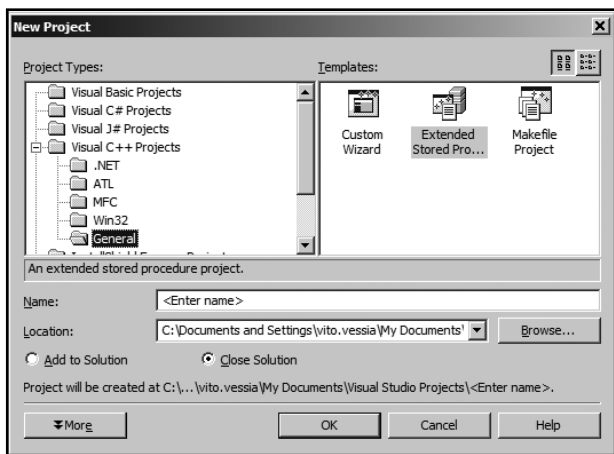 New Project
Project Types:
Templates:
Visual Basic Projects
Visual C# Projects
Visual J# Projects
Visual C++ Projects
.NET
ATL
MFC
Win32
General
Custom
Wizard
Extended
Stored Pro...
Makefile
Project
An extended stored procedure project.
Name:
<Enter name>
Location:
C:\Documents and Settings\vito.vessia\My Documents\
Browse...
Add to Solution
Close Solution
Project will be created at C:\...\vito.vessia\My Documents\Visual Studio Projects\<Enter name>.
More
OK
Cancel
Help